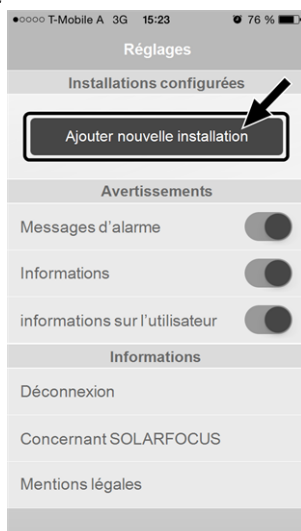 ●○○○○ T-Mobile A 3G 15:23 76 %
Réglages
Installations configurées
Ajouter nouvelle installation
Avertissements
Messages d'alarme
Informations
informations sur l'utilisateur
Informations
Déconnexion
Concernant SOLARFOCUS
Mentions légales